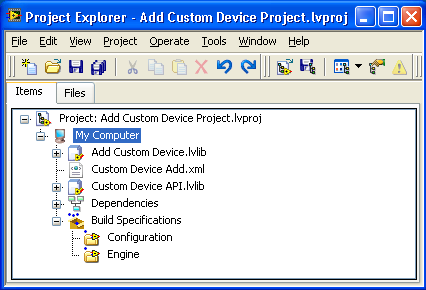 Project Explorer - Add Custom Device Project.lvproj
File Edit View Project Operate Tools Window Help
Items Files
Project: Add Custom Device Project.lvproj
My Computer
Add Custom Device.lvlib
Custom Device Add.xml
Custom Device API.lvlib
Dependencies
Build Specifications
Configuration
Engine